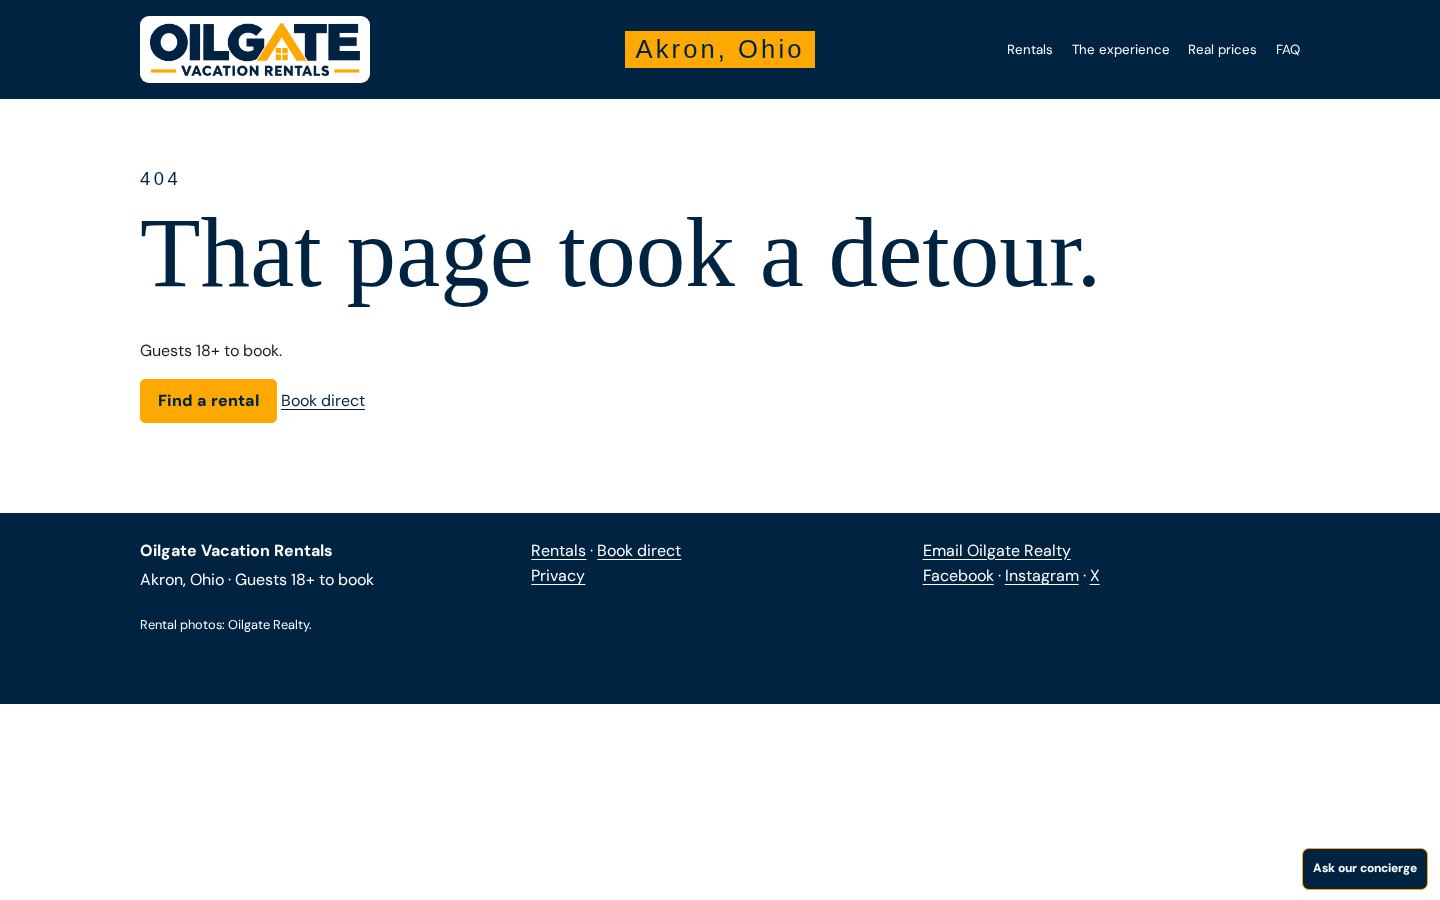 OILGATE
VACATION RENTALS
Akron, Ohio
Rentals The experience Real prices FAQ
404
That page took a detour.
Guests 18+ to book.
Find a rental Book direct
Oilgate Vacation Rentals
Akron, Ohio · Guests 18+ to book
Rental photos: Oilgate Realty.
Rentals · Book direct
Privacy
Email Oilgate Realty
Facebook · Instagram · X
Ask our concierge